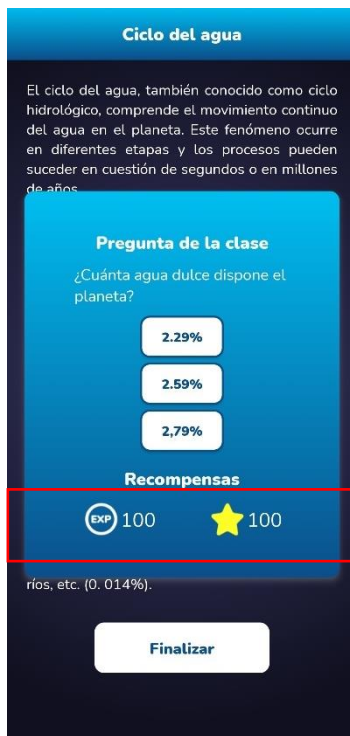 Ciclo del agua
El ciclo del agua, también conocido como ciclo
hidrológico, comprende el movimiento continuo
del agua en el planeta. Este fenómeno ocurre
en diferentes etapas y los procesos pueden
suceder en cuestión de segundos o en millones
de años
Pregunta de la clase
¿Cuánta agua dulce dispone el
planeta?
2.29%
2.59%
2,79%
Recompensas
EXP 100 100
ríos, etc. (0. 014%).
Finalizar